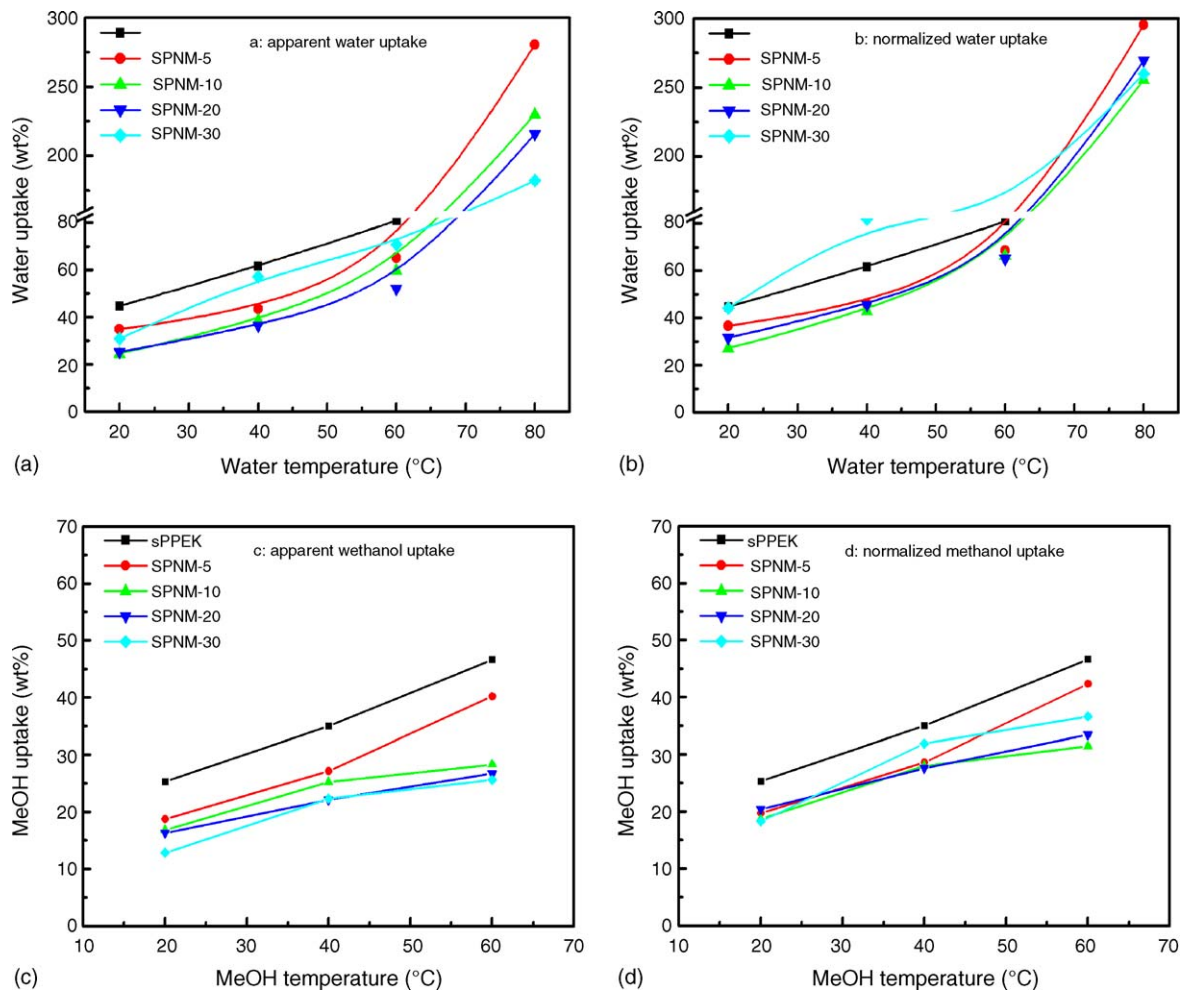 300
250
200
80
60
40
20
0
Water uptake (wt%)
a: apparent water uptake
SPNM-5
SPNM-10
SPNM-20
SPNM-30
20 30 40 50 60 70 80
Water temperature (°C)
(a)
300
250
200
80
60
40
20
0
Water uptake (wt%)
b: normalized water uptake
SPNM-5
SPNM-10
SPNM-20
SPNM-30
20 30 40 50 60 70 80
Water temperature (°C)
(b)
70
60
50
40
30
20
10
0
MeOH uptake (wt%)
c: apparent wethanol uptake
sPPEK
SPNM-5
SPNM-10
SPNM-20
SPNM-30
10 20 30 40 50 60 70
MeOH temperature (°C)
(c)
70
60
50
40
30
20
10
0
MeOH uptake (wt%)
d: normalized methanol uptake
sPPEK
SPNM-5
SPNM-10
SPNM-20
SPNM-30
10 20 30 40 50 60 70
MeOH temperature (°C)
(d)